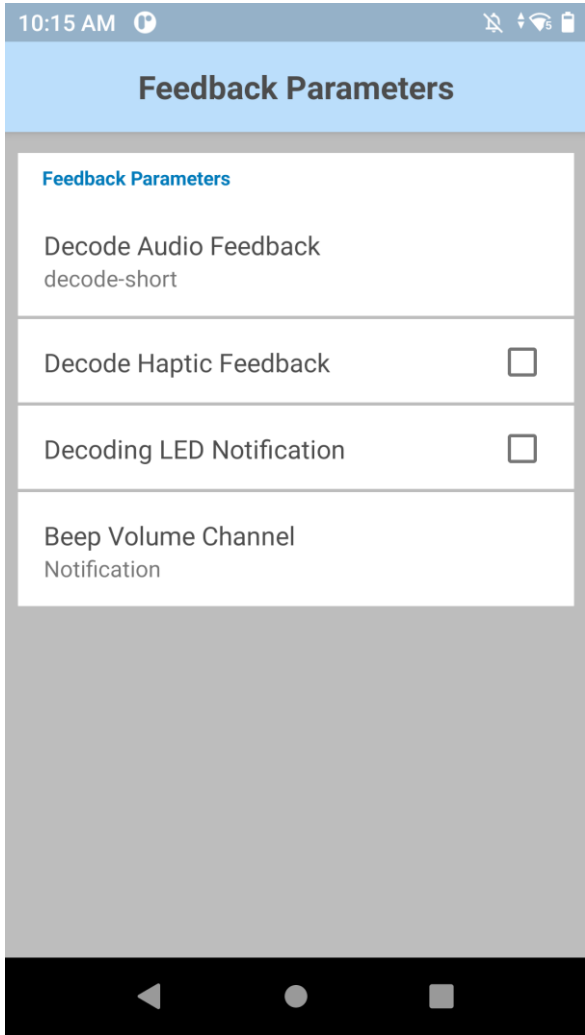 10:15 AM
5
Feedback Parameters
Feedback Parameters
Decode Audio Feedback
decode-short
Decode Haptic Feedback
Decoding LED Notification
Beep Volume Channel
Notification